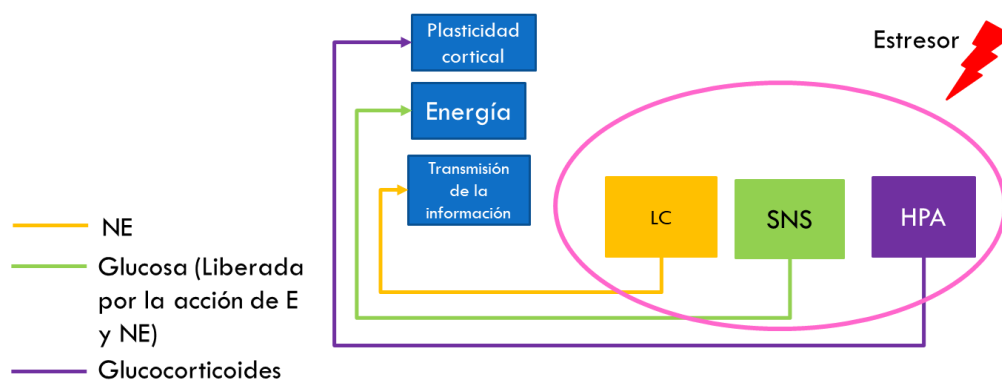 Plasticidad
cortical
Estresor
Energía
Transmisión
de la
información
LC
SNS
HPA
NE
Glucosa (Liberada
por la acción de E
y NE)
Glucocorticoides